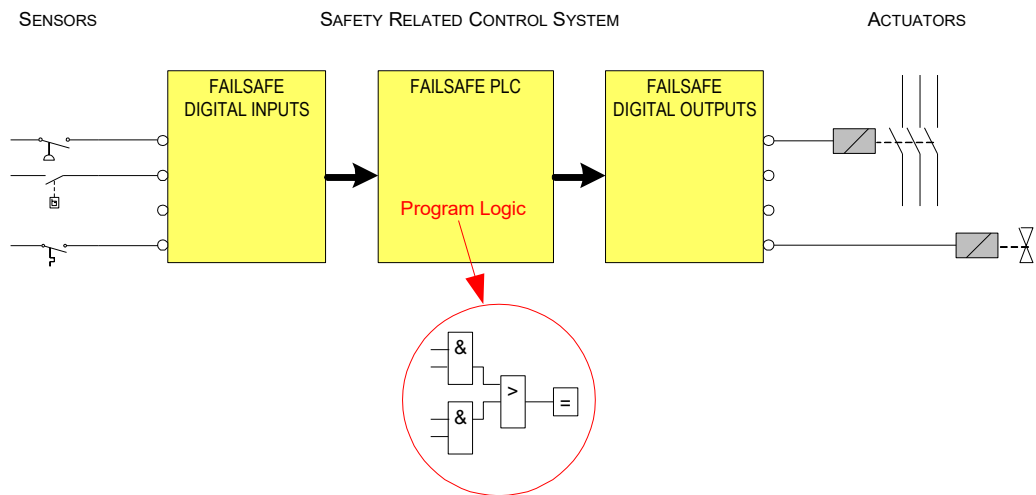 SENSORS
SAFETY RELATED CONTROL SYSTEM
ACTUATORS
FAILSAFE
DIGITAL INPUTS
FAILSAFE PLC
FAILSAFE
DIGITAL OUTPUTS
Program Logic
&
>
=
&